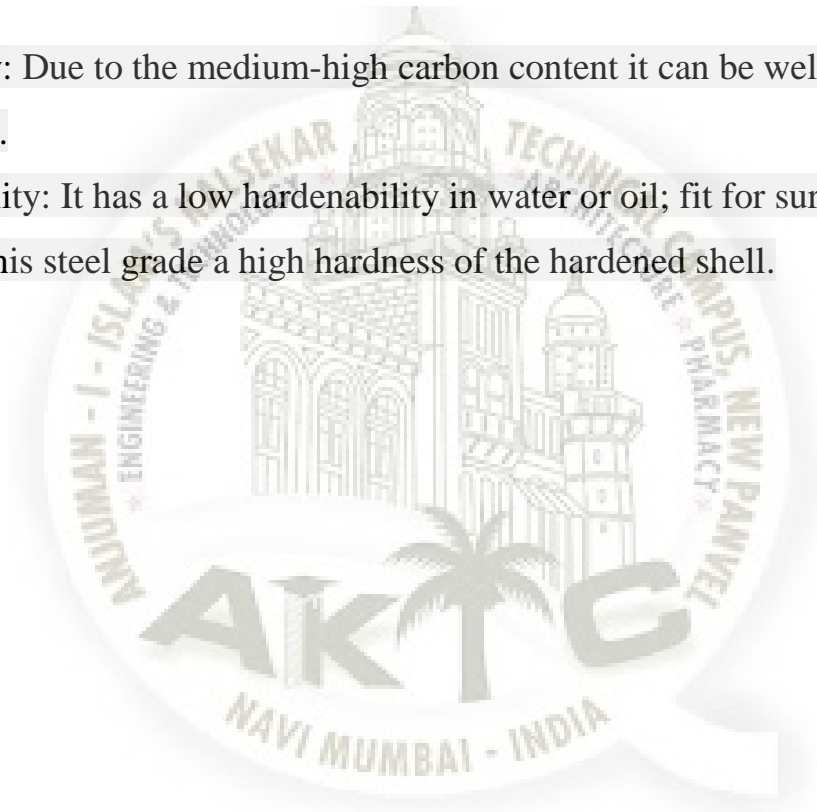 y: Due to the medium-high carbon content it can be wel
.
ity: It has a low hardenability in water or oil; fit for sur
his steel grade a high hardness of the hardened shell.
ANJUMAN - I - ISLAM'S KALSEKAR TECHNICAL CAMPUS, NEW PANVEL
ENGINEERING & TECHNOLOGY * ARCHITECTURE * PHARMACY
AKTC
NAVI MUMBAI - INDIA